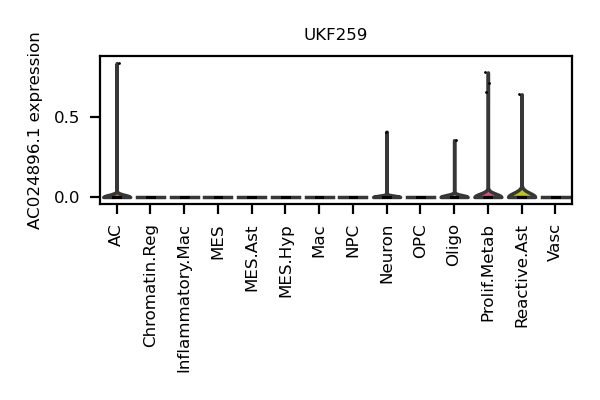 UKF259
AC024896.1 expression
0.5
0.0
AC
Chromatin.Reg
Inflammatory.Mac
MES
MES.Ast
MES.Hyp
Mac
NPC
Neuron
OPC
Oligo
Prolif.Metab
Reactive.Ast
Vasc